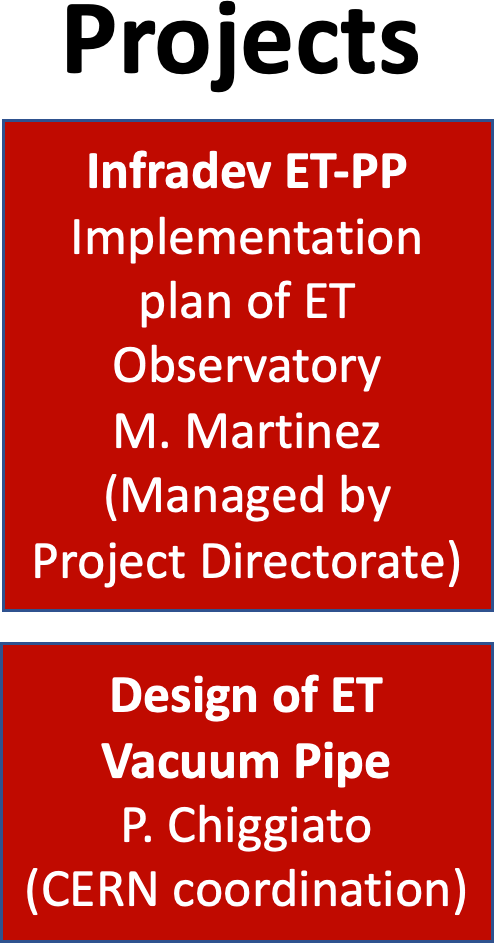 Projects
Infradev ET-PP
Implementation
plan of ET
Observatory
M. Martinez
(Managed by
Project Directorate)
Design of ET
Vacuum Pipe
P. Chiggiato
(CERN coordination)